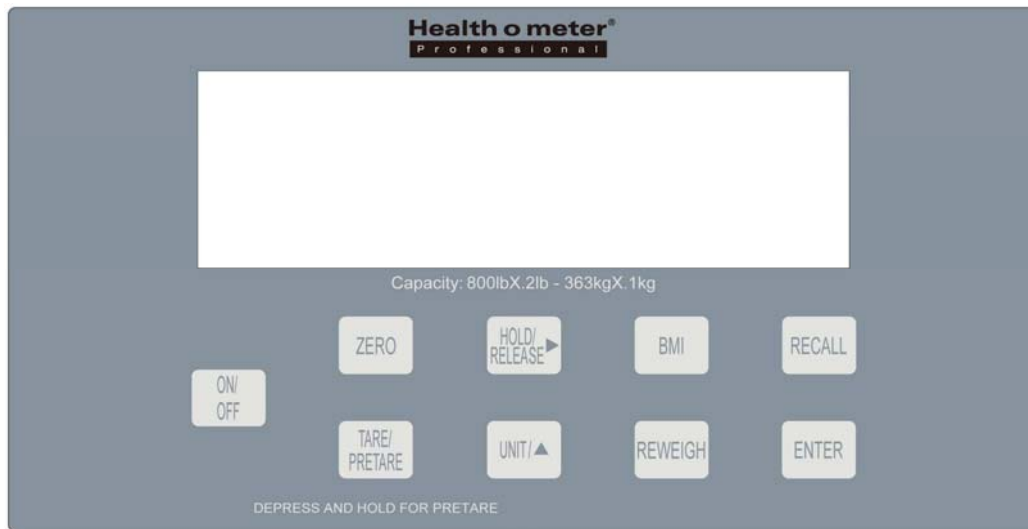 Health o meter®
Professional
Capacity: 800lbX.2lb - 363kgX.1kg
ZERO
HOLD/
RELEASE ▶
BMI
RECALL
ON/
OFF
TARE/
PRETARE
UNIT/▲
REWEIGH
ENTER
DEPRESS AND HOLD FOR PRETARE